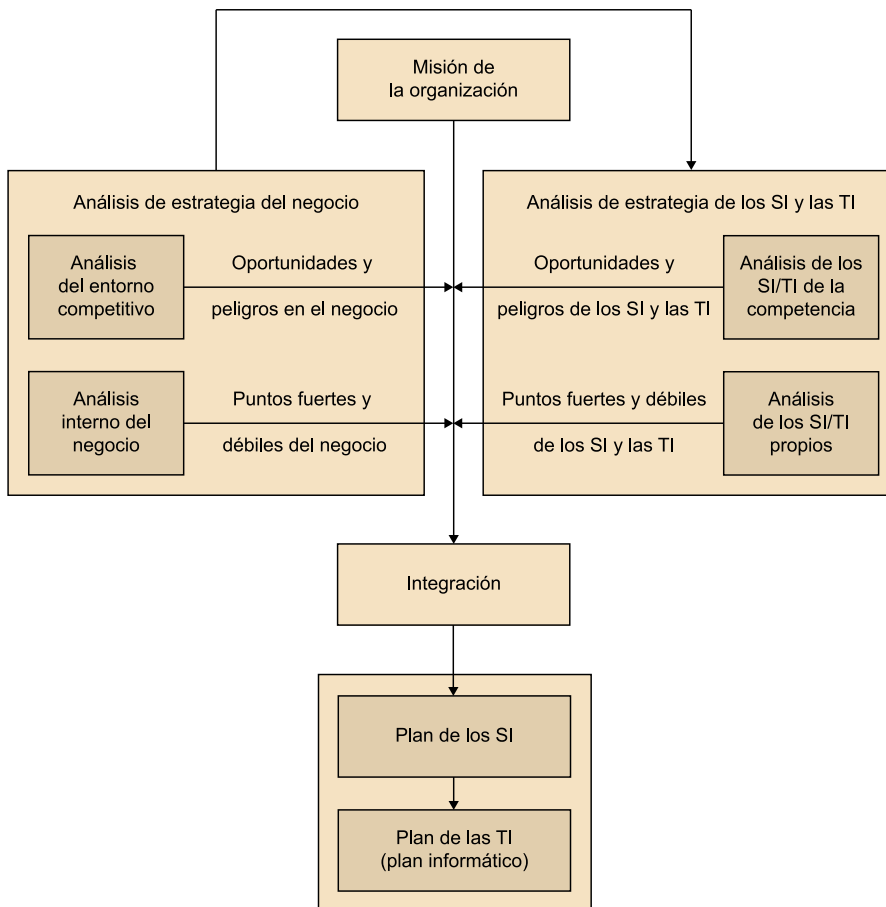 Misión de
la organización
Análisis de estrategia del negocio
Análisis
del entorno
competitivo
Oportunidades y
peligros en el negocio
Análisis
interno del
negocio
Puntos fuertes y
débiles del negocio
Análisis de estrategia de los SI y las TI
Oportunidades y
peligros de los SI y las TI
Análisis de los
SI/TI de la
competencia
Puntos fuertes y débiles
de los SI y las TI
Análisis
de los SI/TI
propios
Integración
Plan de los SI
Plan de las TI
(plan informático)